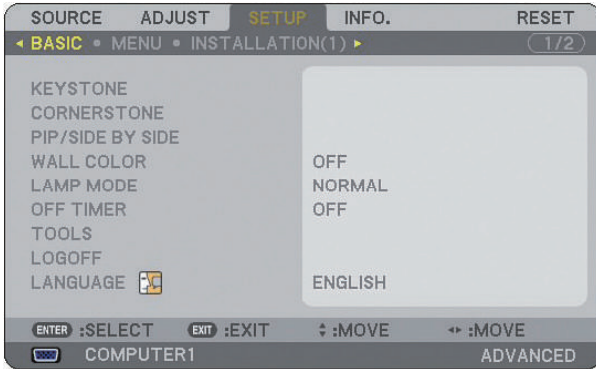 SOURCE ADJUST SETUP INFO. RESET
BASIC • MENU • INSTALLATION(1) 1/2
KEYSTONE
CORNERSTONE
PIP/SIDE BY SIDE
WALL COLOR OFF
LAMP MODE NORMAL
OFF TIMER OFF
TOOLS
LOGOFF
LANGUAGE ENGLISH
ENTER :SELECT EXIT :EXIT :MOVE :MOVE
COMPUTER1 ADVANCED